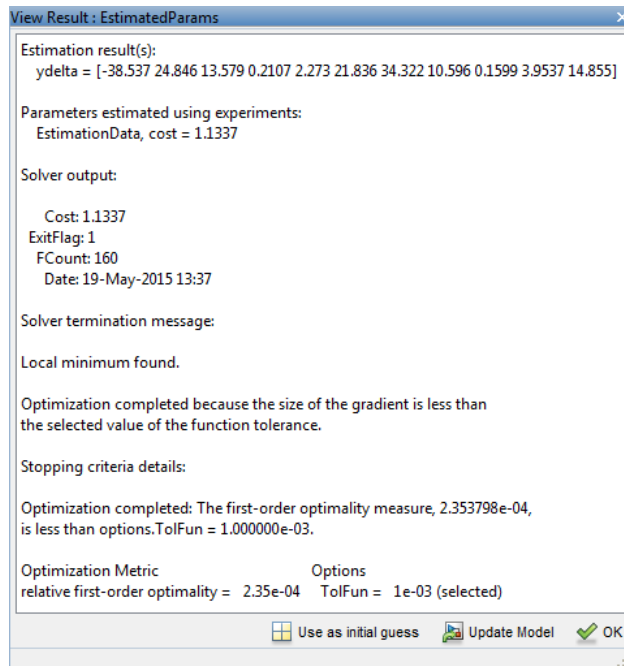 View Result : EstimatedParams
Estimation result(s):
ydelta = [-38.537 24.846 13.579 0.2107 2.273 21.836 34.322 10.596 0.1599 3.9537 14.855]
Parameters estimated using experiments:
EstimationData, cost = 1.1337
Solver output:
Cost: 1.1337
ExitFlag: 1
FCount: 160
Date: 19-May-2015 13:37
Solver termination message:
Local minimum found.
Optimization completed because the size of the gradient is less than
the selected value of the function tolerance.
Stopping criteria details:
Optimization completed: The first-order optimality measure, 2.353798e-04,
is less than options.TolFun = 1.000000e-03.
Optimization Metric Options
relative first-order optimality = 2.35e-04 TolFun = 1e-03 (selected)
Use as initial guess Update Model OK